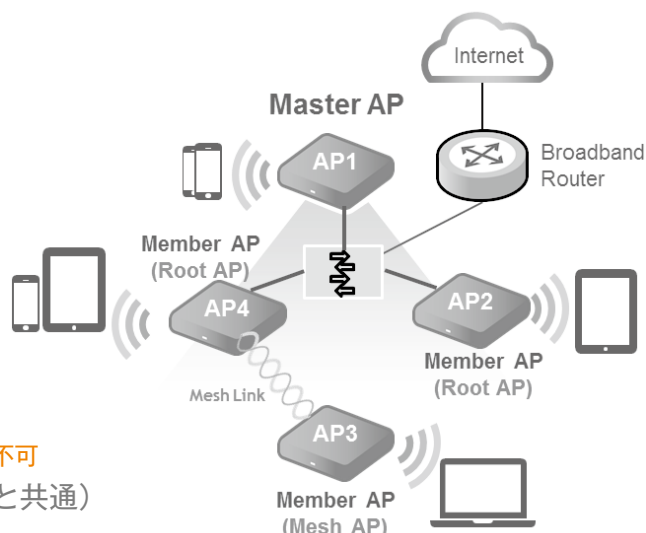 Internet
Master AP
AP1
Broadband
Router
Member AP
(Root AP)
AP4
AP2
Member AP
(Root AP)
Mesh Link
AP3
不可
と共通）
Member AP
(Mesh AP)